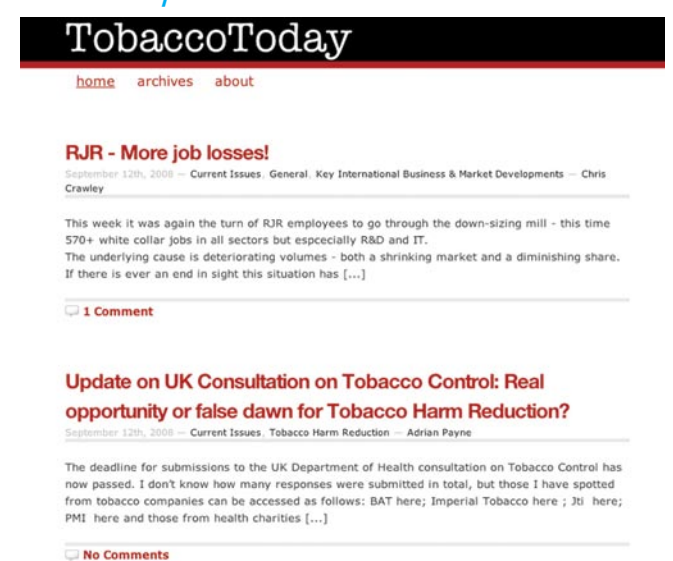 TobaccoToday
home archives about
RJR - More job losses!
September 12th, 2008 — Current Issues, General, Key International Business & Market Developments — Chris
Crawley
This week it was again the turn of RJR employees to go through the down-sizing mill - this time
570+ white collar jobs in all sectors but espcecially R&D and IT.
The underlying cause is deteriorating volumes - both a shrinking market and a diminishing share.
If there is ever an end in sight this situation has [...]
1 Comment
Update on UK Consultation on Tobacco Control: Real
opportunity or false dawn for Tobacco Harm Reduction?
September 12th, 2008 — Current Issues, Tobacco Harm Reduction — Adrian Payne
The deadline for submissions to the UK Department of Health consultation on Tobacco Control has
now passed. I don't know how many responses were submitted in total, but those I have spotted
from tobacco companies can be accessed as follows: BAT here; Imperial Tobacco here ; Jti here;
PMI here and those from health charities [...]
No Comments